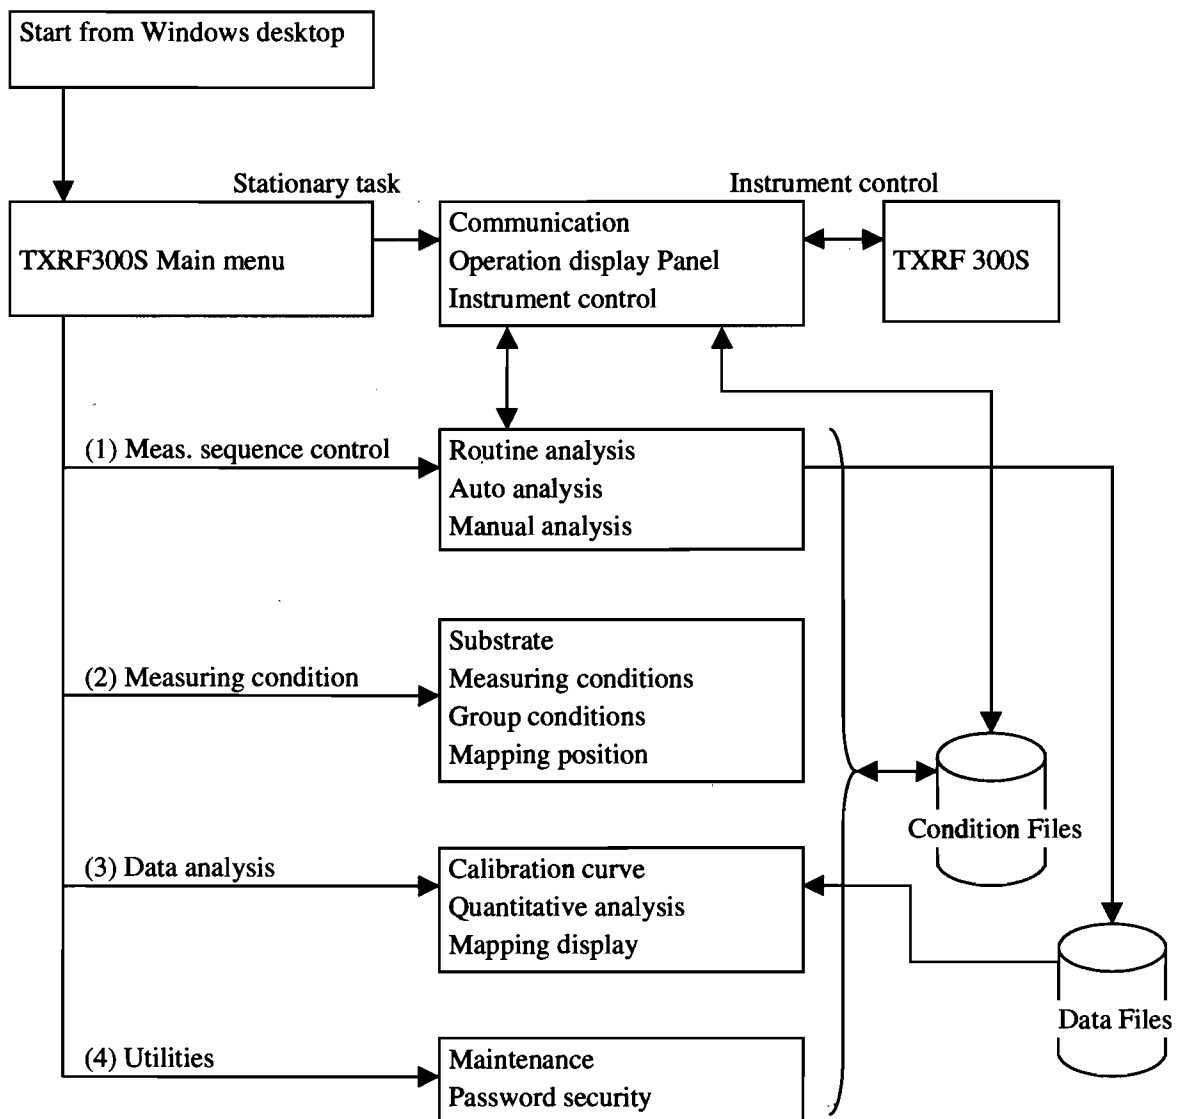 Start from Windows desktop
Stationary task
Instrument control
TXRF300S Main menu
Communication
Operation display Panel
Instrument control
TXRF 300S
(1) Meas. sequence control
Routine analysis
Auto analysis
Manual analysis
(2) Measuring condition
Substrate
Measuring conditions
Group conditions
Mapping position
Condition Files
(3) Data analysis
Calibration curve
Quantitative analysis
Mapping display
Data Files
(4) Utilities
Maintenance
Password security